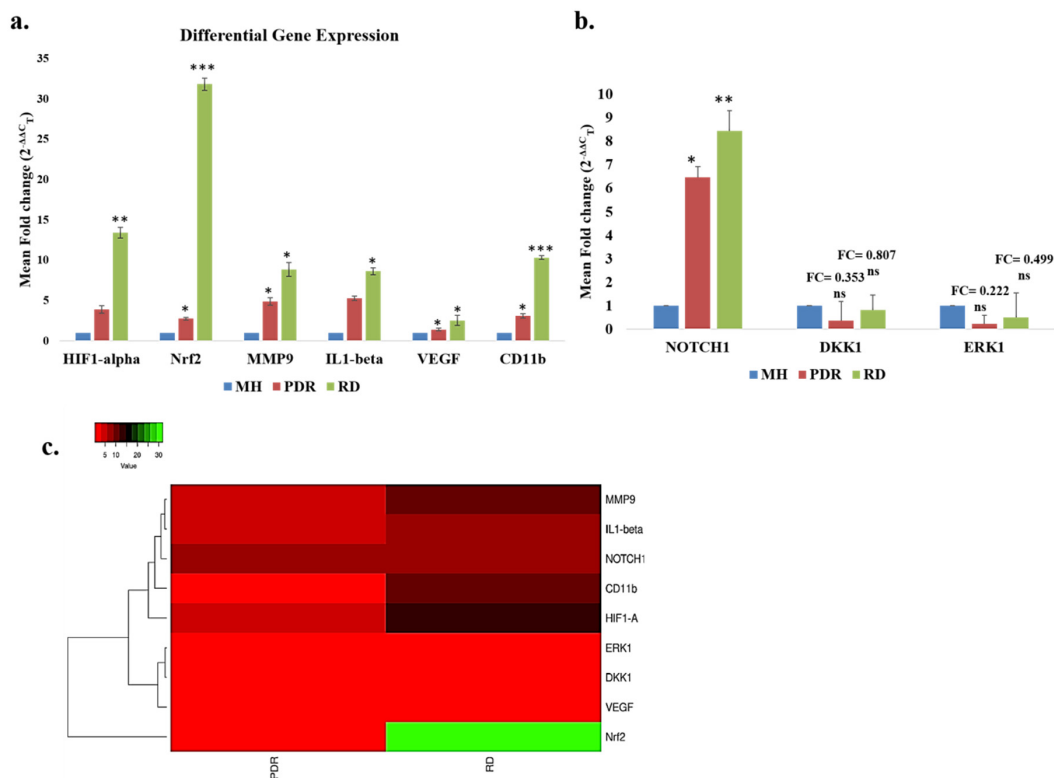 a.
Differential Gene Expression
Mean Fold change (2^-ΔΔC_T)
35
30
25
20
15
10
5
0
***
**
*
*
*
*
*
*
*
***
HIF1-alpha Nrf2 MMP9 IL1-beta VEGF CD11b
MH PDR RD
b.
Mean Fold change (2^-ΔΔC_T)
10
9
8
7
6
5
4
3
2
1
0
**
*
FC= 0.807
ns
FC= 0.353
ns
FC= 0.499
ns
FC= 0.222
ns
NOTCH1 DKK1 ERK1
MH PDR RD
c.
5 10 20 30
Value
MMP9
IL1-beta
NOTCH1
CD11b
HIF1-A
ERK1
DKK1
VEGF
Nrf2
PDR
RD